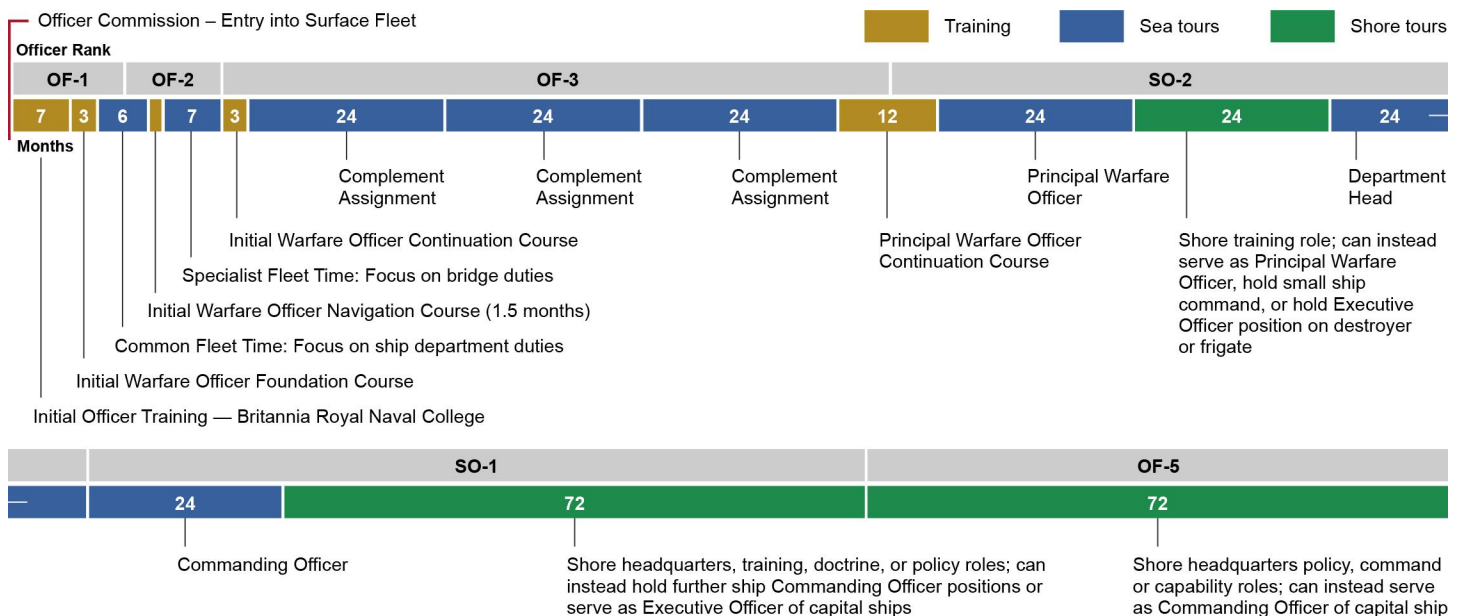 Officer Commission – Entry into Surface Fleet
Training
Sea tours
Shore tours
Officer Rank
OF-1 OF-2 OF-3 SO-2
7 3 6 7 3 24 24 24 12 24 24 24
Months
Complement
Assignment
Complement
Assignment
Complement
Assignment
Principal Warfare
Officer
Department
Head
Initial Warfare Officer Continuation Course
Principal Warfare Officer
Continuation Course
Shore training role; can instead
serve as Principal Warfare
Officer, hold small ship
command, or hold Executive
Officer position on destroyer
or frigate
Specialist Fleet Time: Focus on bridge duties
Initial Warfare Officer Navigation Course (1.5 months)
Common Fleet Time: Focus on ship department duties
Initial Warfare Officer Foundation Course
Initial Officer Training — Britannia Royal Naval College
SO-1 OF-5
24 72 72
Commanding Officer
Shore headquarters, training, doctrine, or policy roles; can
instead hold further ship Commanding Officer positions or
serve as Executive Officer of capital ships
Shore headquarters policy, command
or capability roles; can instead serve
as Commanding Officer of capital ship